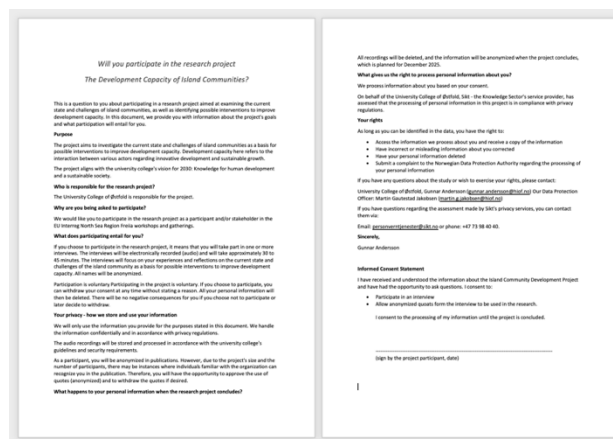 Will you participate in the research project
The Development Capacity of Island Communities?
This is a question to you about participating in a research project aimed at examining the current
state and challenges of island communities, as well as identifying possible interventions to improve
development capacity. In this document, we provide you with information about the project's goals
and what participation will entail for you.
Purpose
The project aims to investigate the current state and challenges of island communities as a basis for
possible interventions to improve development capacity. Development capacity here refers to the
interaction between various actors regarding innovative development and sustainable growth.
The project aligns with the university college's vision for 2030: Knowledge for human development
and a sustainable society.
Who is responsible for the research project?
The University College of Østfold is responsible for the project.
Why are you being asked to participate?
We would like you to participate in the research project as a participant and/or stakeholder in the
EU Interreg North Sea Region Freiia workshops and gatherings.
What does participating entail for you?
If you choose to participate in the research project, it means that you will take part in one or more
interviews. The interviews will be electronically recorded (audio) and will take approximately 30 to
45 minutes. The interviews will focus on your experiences and reflections on the current state and
challenges of the island community as a basis for possible interventions to improve development
capacity. All names will be anonymized.
Participation is voluntary Participating in the project is voluntary. If you choose to participate, you
can withdraw your consent at any time without stating a reason. All your personal information will
then be deleted. There will be no negative consequences for you if you choose not to participate or
later decide to withdraw.
Your privacy - how we store and use your information
We will only use the information you provide for the purposes stated in this document. We handle
the information confidentially and in accordance with privacy regulations.
The audio recordings will be stored and processed in accordance with the university college's
guidelines and security requirements.
As a participant, you will be anonymized in publications. However, due to the project's size and the
number of participants, there may be instances where individuals familiar with the organization can
recognize you in the publication. Therefore, you will have the opportunity to approve the use of
quotes (anonymized) and to withdraw the quotes if desired.
What happens to your personal information when the research project concludes?
All recordings will be deleted, and the information will be anonymized when the project concludes,
which is planned for December 2025.
What gives us the right to process personal information about you?
We process information about you based on your consent.
On behalf of the University College of Østfold, Sikt - the Knowledge Sector's service provider, has
assessed that the processing of personal information in this project is in compliance with privacy
regulations.
Your rights
As long as you can be identified in the data, you have the right to:
• Access the information we process about you and receive a copy of the information
• Have incorrect or misleading information about you corrected
• Have your personal information deleted
• Submit a complaint to the Norwegian Data Protection Authority regarding the processing of
your personal information
If you have any questions about the study or wish to exercise your rights, please contact:
University College of Østfold, Gunnar Andersson (gunnar.andersson@hiof.no) Our Data Protection
Officer: Martin Gautestad Jakobsen (martin.g.jakobsen@hiof.no)
If you have questions regarding the assessment made by Sikt's privacy services, you can contact
them via:
Email: personverntjenester@sikt.no or phone: +47 73 98 40 40.
Sincerely,
Gunnar Andersson
Informed Consent Statement
I have received and understood the information about the Island Community Development Project
and have had the opportunity to ask questions. I consent to:
• Participate in an interview
• Allow anonymized quoats form the interview to be used in the research.
I consent to the processing of my information until the project is concluded.
(sign by the project participant, date)